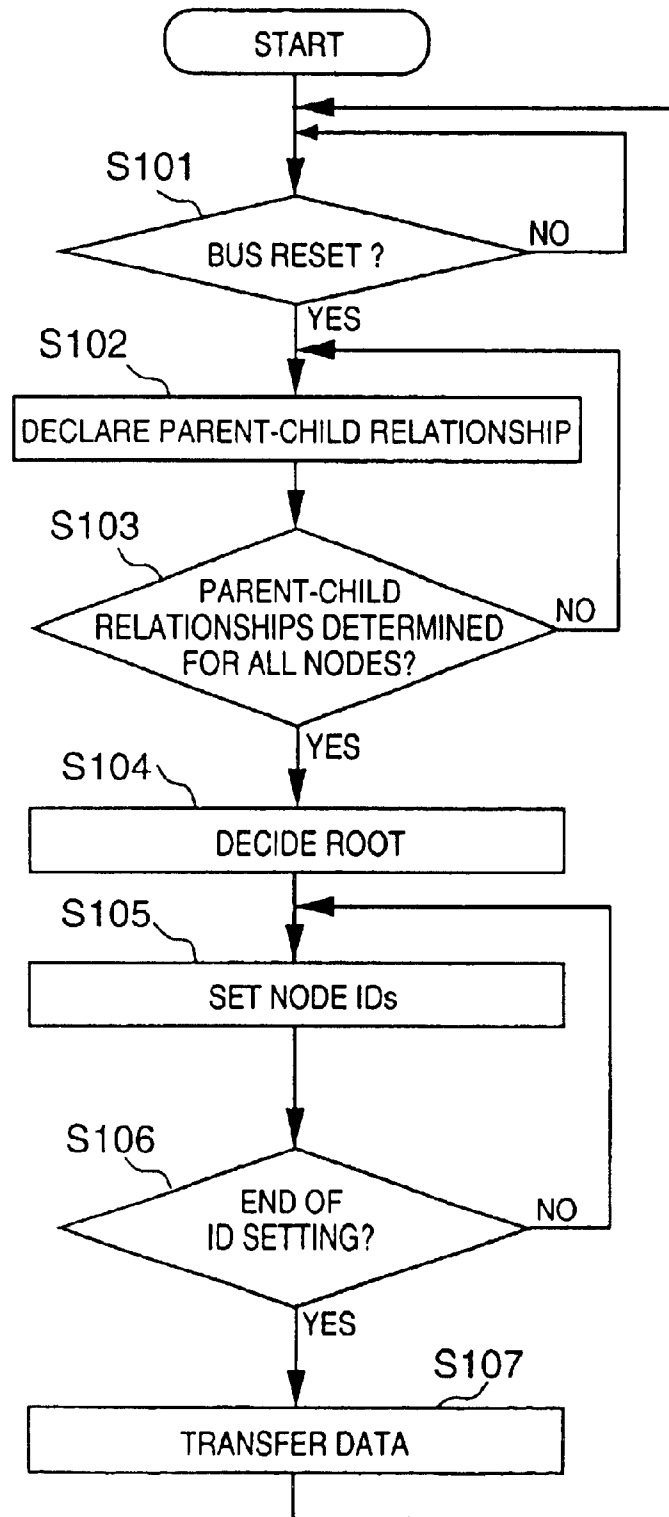 START
S101
BUS RESET ?
NO
YES
S102
DECLARE PARENT-CHILD RELATIONSHIP
S103
PARENT-CHILD
RELATIONSHIPS DETERMINED
FOR ALL NODES?
NO
YES
S104
DECIDE ROOT
S105
SET NODE IDs
S106
END OF
ID SETTING?
NO
YES
S107
TRANSFER DATA